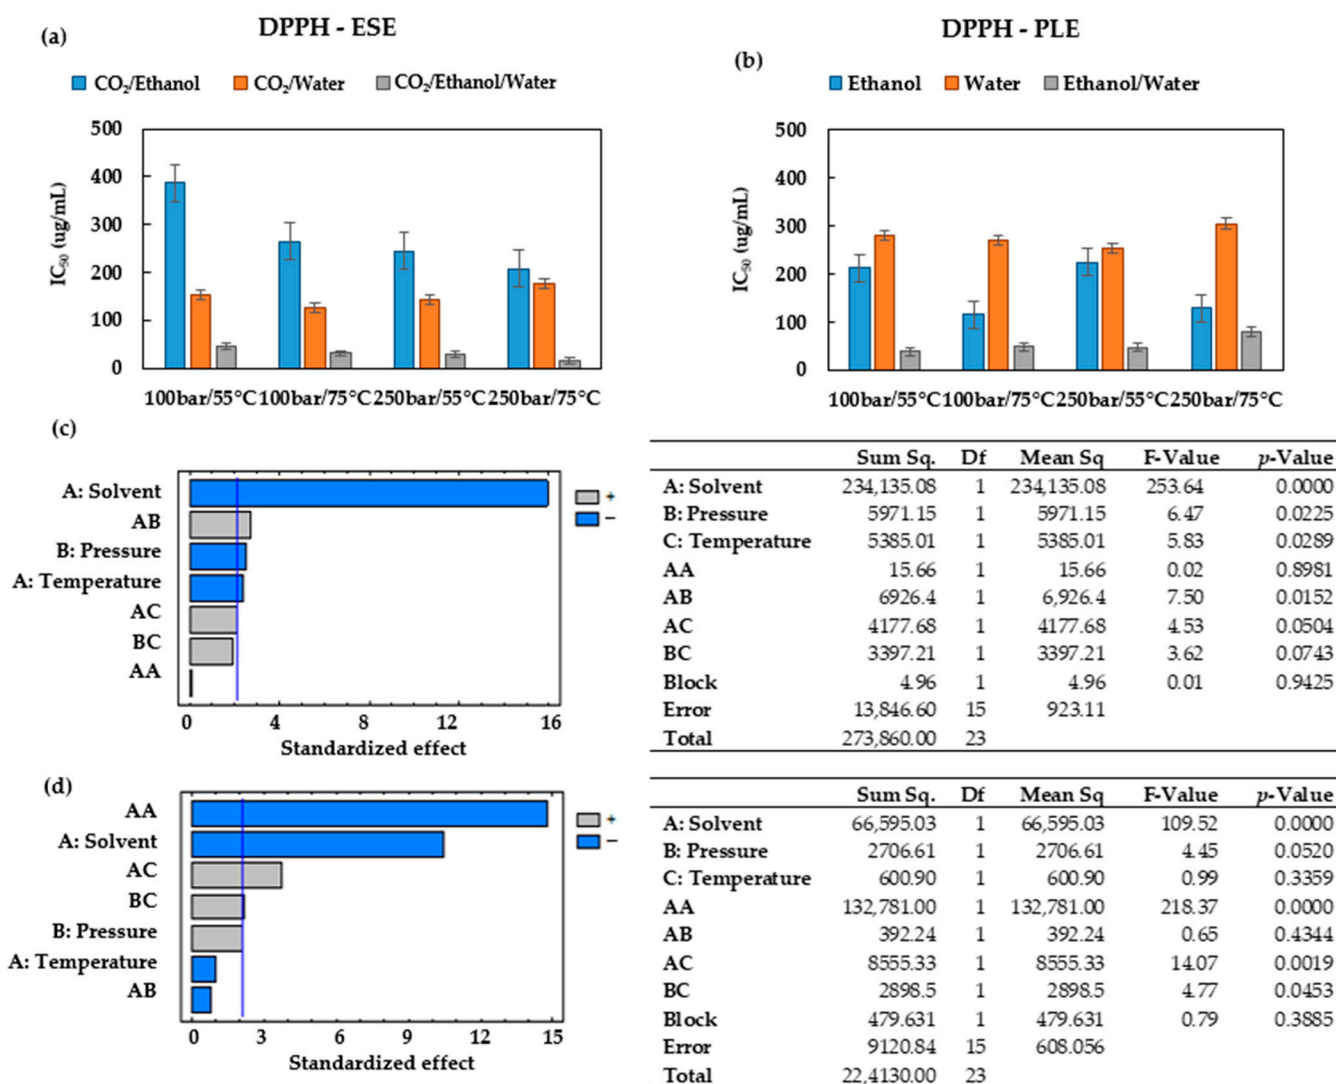 (a)
DPPH - ESE
CO₂/Ethanol CO₂/Water CO₂/Ethanol/Water
IC₅₀ (ug/mL)
500
400
300
200
100
0
100bar/55°C 100bar/75°C 250bar/55°C 250bar/75°C
(b)
DPPH - PLE
Ethanol Water Ethanol/Water
IC₅₀ (ug/mL)
500
400
300
200
100
0
100bar/55°C 100bar/75°C 250bar/55°C 250bar/75°C
(c)
A: Solvent
AB
B: Pressure
A: Temperature
AC
BC
AA
+
−
0 4 8 12 16
Standardized effect
Sum Sq. Df Mean Sq F-Value p-Value
A: Solvent 234,135.08 1 234,135.08 253.64 0.0000
B: Pressure 5971.15 1 5971.15 6.47 0.0225
C: Temperature 5385.01 1 5385.01 5.83 0.0289
AA 15.66 1 15.66 0.02 0.8981
AB 6926.4 1 6,926.4 7.50 0.0152
AC 4177.68 1 4177.68 4.53 0.0504
BC 3397.21 1 3397.21 3.62 0.0743
Block 4.96 1 4.96 0.01 0.9425
Error 13,846.60 15 923.11
Total 273,860.00 23
(d)
AA
A: Solvent
AC
BC
B: Pressure
A: Temperature
AB
+
−
0 3 6 9 12 15
Standardized effect
Sum Sq. Df Mean Sq F-Value p-Value
A: Solvent 66,595.03 1 66,595.03 109.52 0.0000
B: Pressure 2706.61 1 2706.61 4.45 0.0520
C: Temperature 600.90 1 600.90 0.99 0.3359
AA 132,781.00 1 132,781.00 218.37 0.0000
AB 392.24 1 392.24 0.65 0.4344
AC 8555.33 1 8555.33 14.07 0.0019
BC 2898.5 1 2898.5 4.77 0.0453
Block 479.631 1 479.631 0.79 0.3885
Error 9120.84 15 608.056
Total 22,4130.00 23